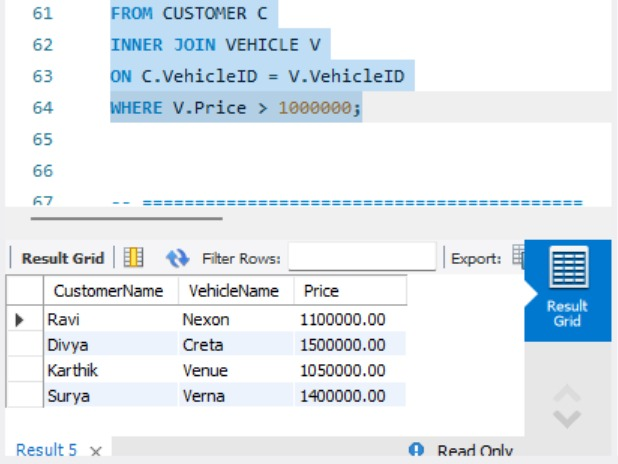 61 FROM CUSTOMER C
62 INNER JOIN VEHICLE V
63 ON C.VehicleID = V.VehicleID
64 WHERE V.Price > 1000000;
65
66
67 -- ==========================================
Result Grid Filter Rows: Export:
CustomerName VehicleName Price
Ravi Nexon 1100000.00
Divya Creta 1500000.00
Karthik Venue 1050000.00
Surya Verna 1400000.00
Result
Grid
Result 5 × Read Only